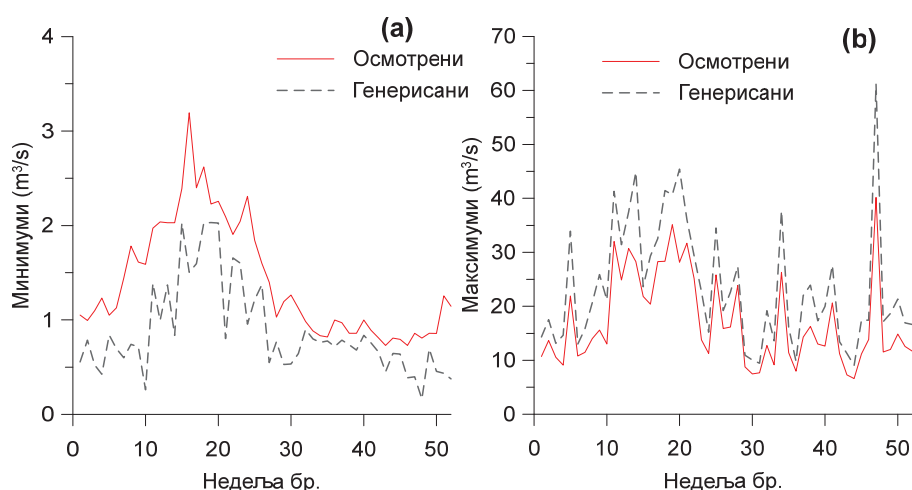 (a)
Осмотрени
Генерисани
Минимуми (m³/s)
4
3
2
1
0
0 10 20 30 40 50
Недеља бр.
(b)
Осмотрени
Генерисани
Максимуми (m³/s)
70
60
50
40
30
20
10
0
0 10 20 30 40 50
Недеља бр.